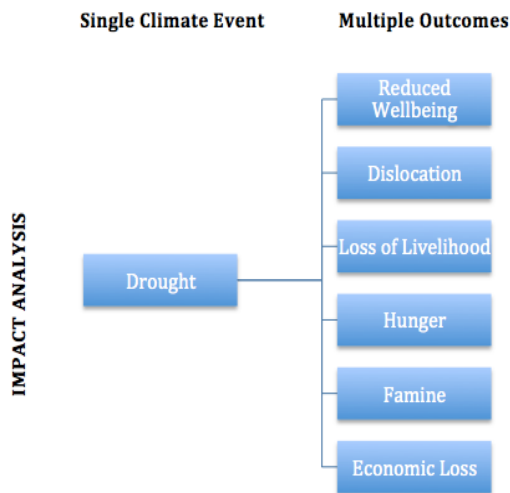 Single Climate Event
Multiple Outcomes
IMPACT ANALYSIS
Drought
Reduced
Wellbeing
Dislocation
Loss of Livelihood
Hunger
Famine
Economic Loss